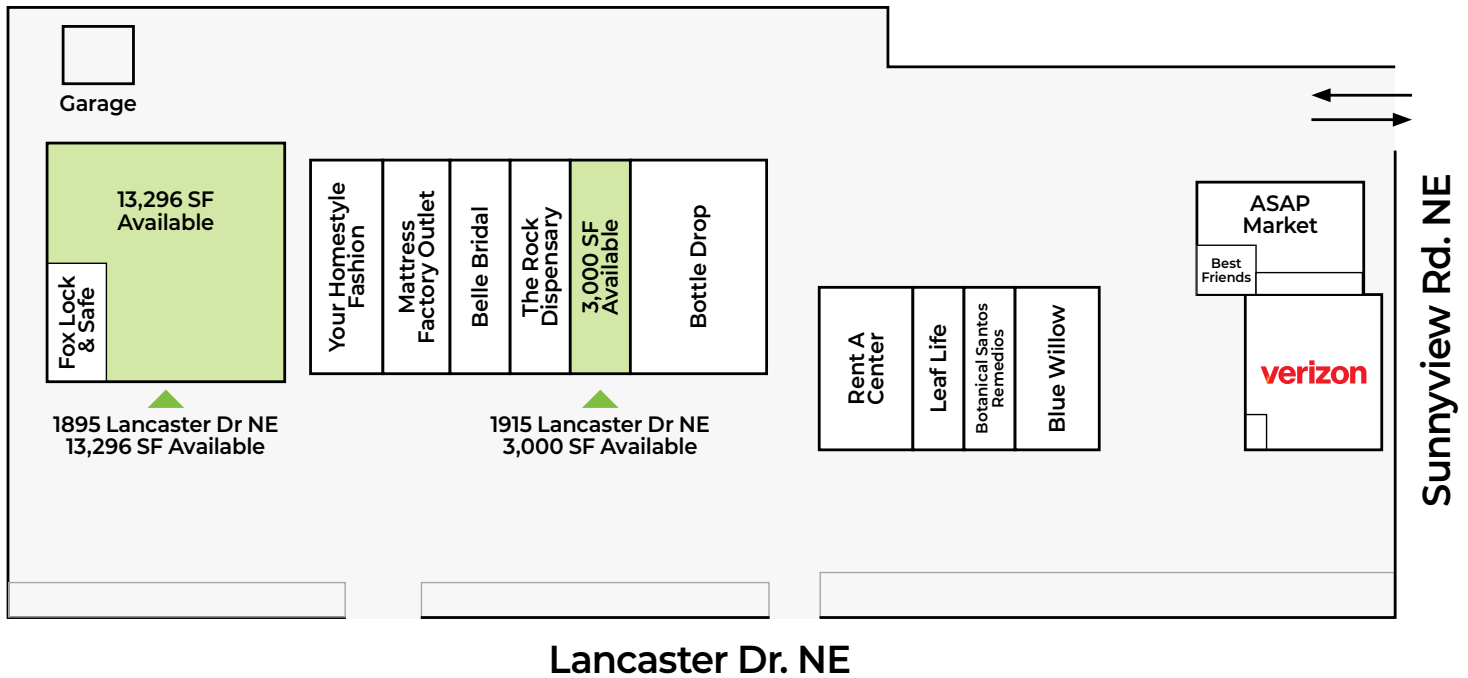 Garage
13,296 SF
Available
Fox Lock
& Safe
1895 Lancaster Dr NE
13,296 SF Available
Your Homestyle
Fashion
Mattress
Factory Outlet
Belle Bridal
The Rock
Dispensary
3,000 SF
Available
Bottle Drop
1915 Lancaster Dr NE
3,000 SF Available
Rent A
Center
Leaf Life
Botanical Santos
Remedios
Blue Willow
ASAP
Market
Best
Friends
verizon
Sunnyview Rd. NE
Lancaster Dr. NE